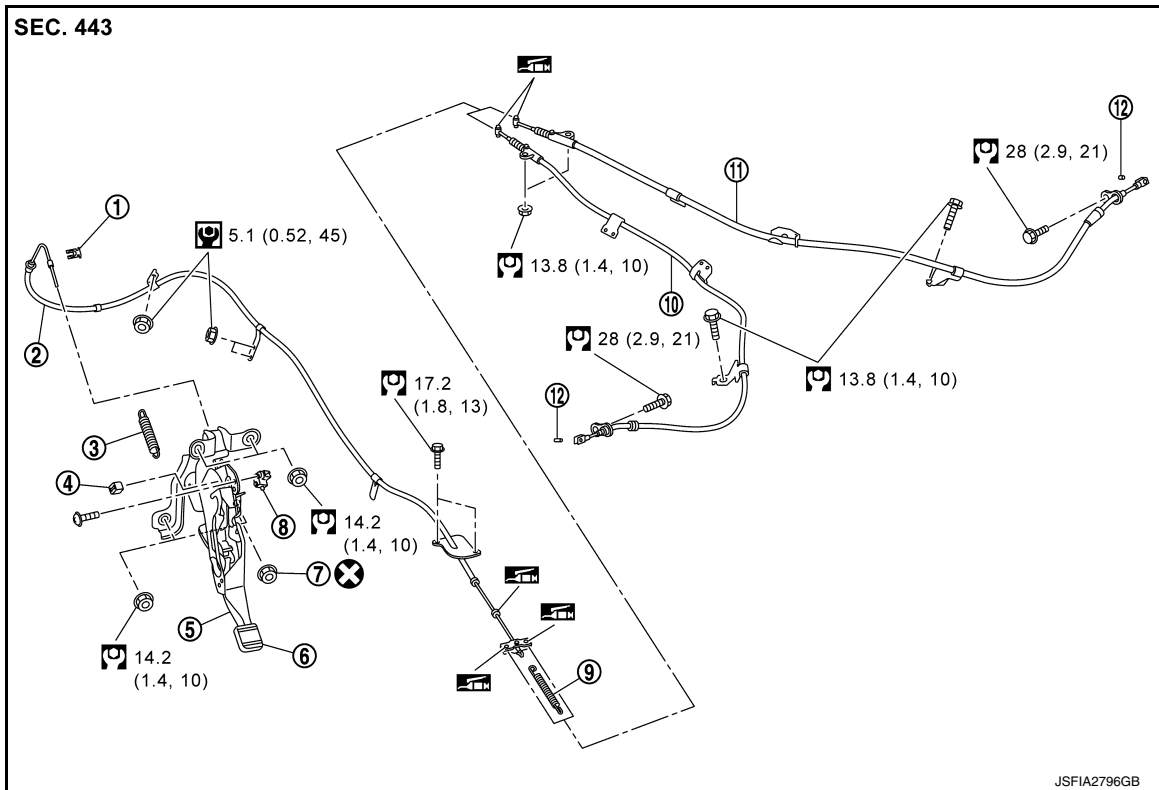 SEC. 443
12
28 (2.9, 21)
11
1
5.1 (0.52, 45)
13.8 (1.4, 10)
10
2
28 (2.9, 21)
13.8 (1.4, 10)
17.2
(1.8, 13)
12
3
4
8
14.2
(1.4, 10)
7
5
6
14.2
(1.4, 10)
9
JSFIA2796GB